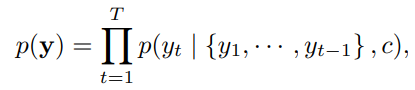 p(𝐲) = ∏_{t=1}^{T} p(y_t | {y_1, ⋯ , y_{t−1}} , c),